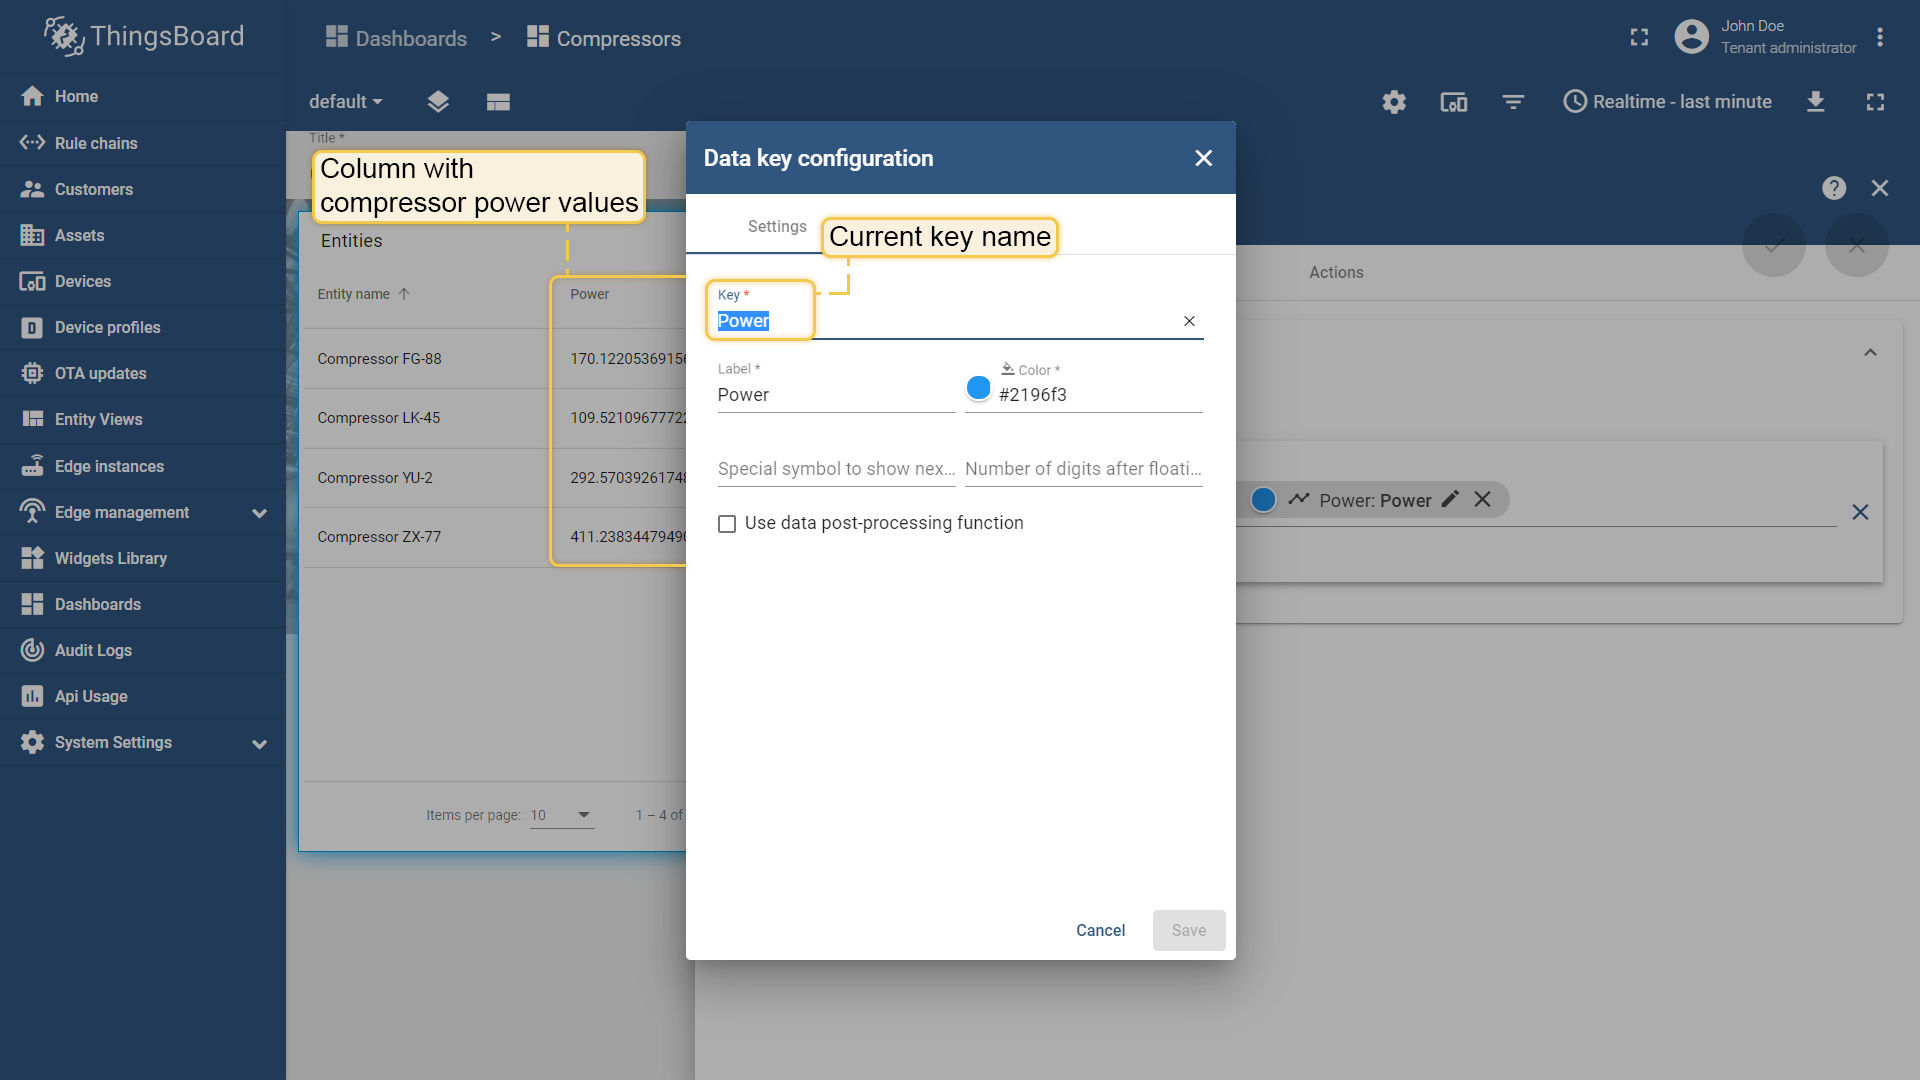 ThingsBoard
Dashboards > Compressors
John Doe
Tenant administrator
Home
Rule chains
Customers
Assets
Devices
Device profiles
OTA updates
Entity Views
Edge instances
Edge management
Widgets Library
Dashboards
Audit Logs
Api Usage
System Settings
default
Realtime - last minute
Title *
Column with
compressor power values
Entities
Entity name
Power
Compressor FG-88
170.1220536915
Compressor LK-45
109.5210967772
Compressor YU-2
292.5703926174
Compressor ZX-77
411.2383447949
Items per page: 10
1 – 4 of
Data key configuration
Settings
Current key name
Key *
Power
Label *
Power
Color *
#2196f3
Special symbol to show nex...
Number of digits after floati...
Use data post-processing function
Cancel
Save
Actions
Power: Power